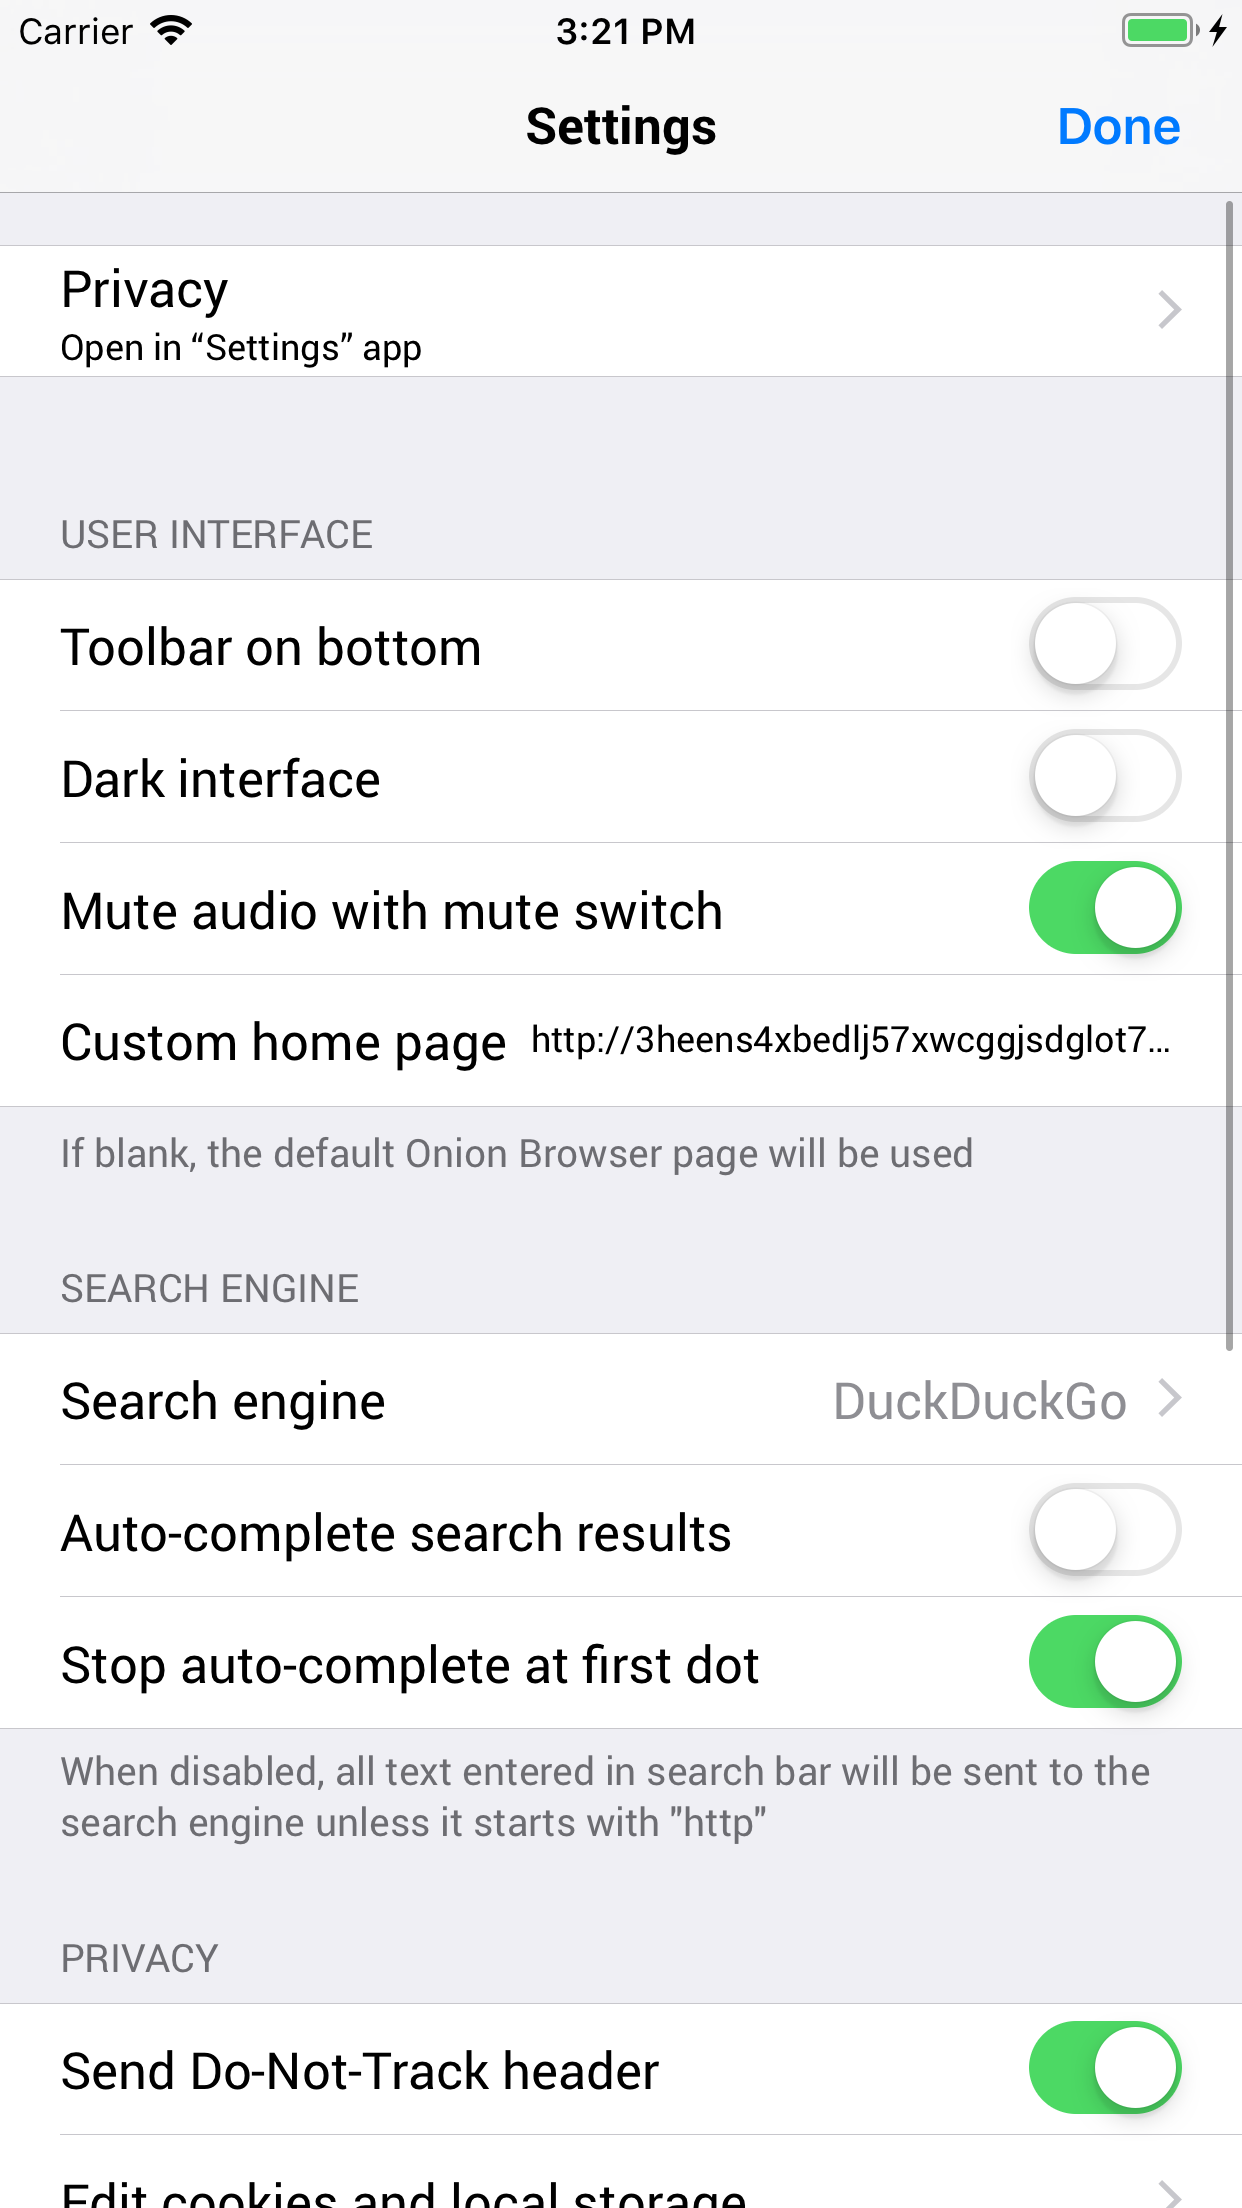 Carrier 3:21 PM
Settings Done
Privacy
Open in “Settings” app
USER INTERFACE
Toolbar on bottom
Dark interface
Mute audio with mute switch
Custom home page http://3heens4xbedlj57xwcggjsdglot7…
If blank, the default Onion Browser page will be used
SEARCH ENGINE
Search engine DuckDuckGo
Auto-complete search results
Stop auto-complete at first dot
When disabled, all text entered in search bar will be sent to the
search engine unless it starts with "http"
PRIVACY
Send Do-Not-Track header
Edit cookies and local storage